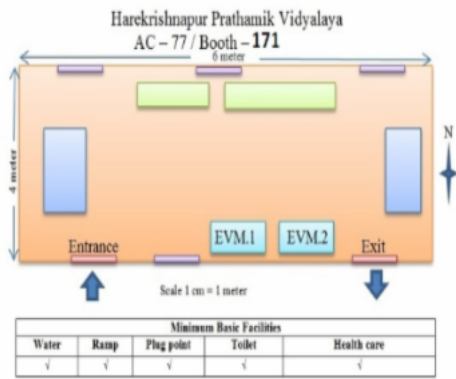 Harekrishnapur Prathamik Vidyalaya
AC – 77 / Booth – 171
6 meter
4 meter
N
EVM.1 EVM.2
Entrance Exit
Scale 1 cm = 1 meter
Minimum Basic Facilities
Water Ramp Plug point Toilet Health care
√ √ √ √ √